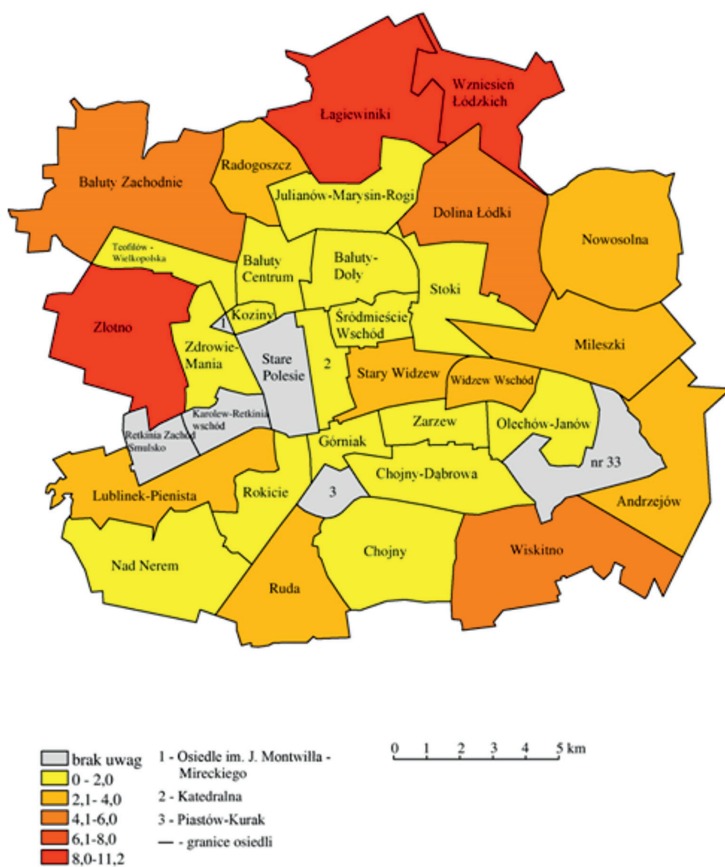 Wzniesień
Łódzkich
Łagiewiniki
Radogoszcz
Bałuty Zachodnie
Julianów-Marysin-Rogi
Dolina Łódki
Nowosolna
Teofilów -
Wielkopolska
Bałuty
Centrum
Bałuty-
Doły
Stoki
Złotno
1
Koziny
Śródmieście
Wschód
Zdrowie-
Mania
Stare
Polesie
2
Mileszki
Stary Widzew
Widzew Wschód
Karolew-Retkinia
wschód
Retkinia Zachód
Smulsko
Górniak
Zarzew
Olechów-Janów
nr 33
Lublinek-Pienista
Rokicie
3
Chojny-Dąbrowa
Andrzejów
Nad Nerem
Ruda
Chojny
Wiskitno
brak uwag
0 - 2,0
2,1- 4,0
4,1-6,0
6,1-8,0
8,0-11,2
1 - Osiedle im. J. Montwiłła -
Mireckiego
2 - Katedralna
3 - Piastów-Kurak
- granice osiedli
0 1 2 3 4 5 km